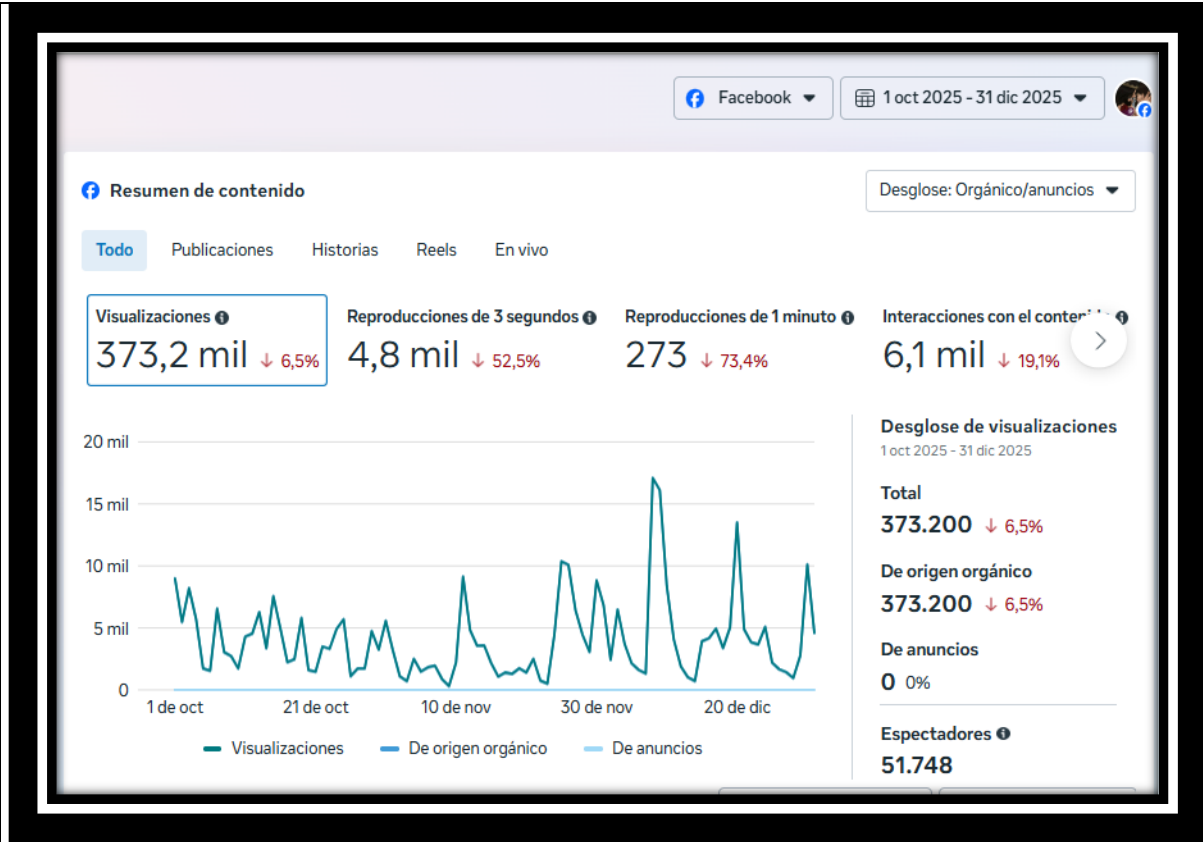 Facebook
1 oct 2025 - 31 dic 2025
Resumen de contenido
Desglose: Orgánico/anuncios
Todo Publicaciones Historias Reels En vivo
Visualizaciones Reproducciones de 3 segundos Reproducciones de 1 minuto Interacciones con el
373,2 mil ↓ 6,5% 4,8 mil ↓ 52,5% 273 ↓ 73,4% 6,1 mil ↓ 19,1%
20 mil
15 mil
10 mil
5 mil
0
1 de oct 21 de oct 10 de nov 30 de nov 20 de dic
Visualizaciones De origen orgánico De anuncios
Desglose de visualizaciones
1 oct 2025 - 31 dic 2025
Total
373.200 ↓ 6,5%
De origen orgánico
373.200 ↓ 6,5%
De anuncios
0 0%
Espectadores
51.748